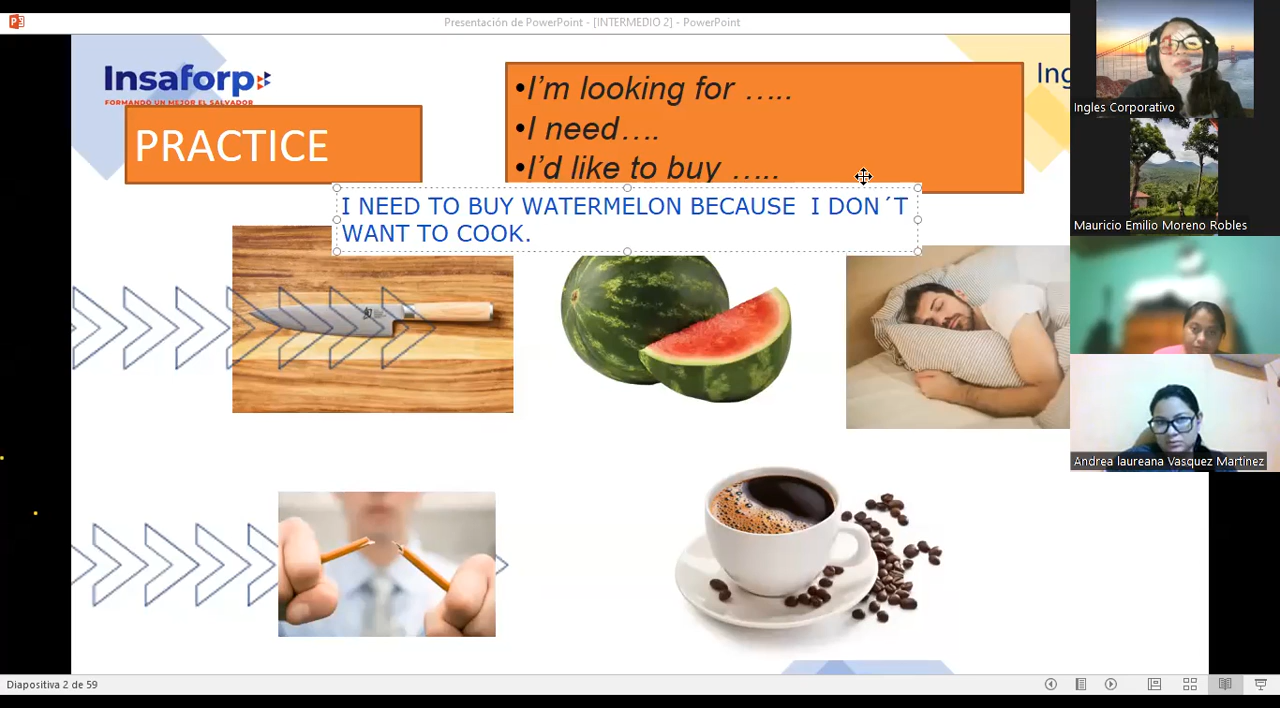 Presentación de PowerPoint - [INTERMEDIO 2] - PowerPoint
Insaforp
FORMANDO UN MEJOR EL SALVADOR
Ing
PRACTICE
•I'm looking for …..
•I need….
•I'd like to buy …..
I NEED TO BUY WATERMELON BECAUSE I DON´T
WANT TO COOK.
Ingles Corporativo
Mauricio Emilio Moreno Robles
Andrea laureana Vasquez Martinez
Diapositiva 2 de 59